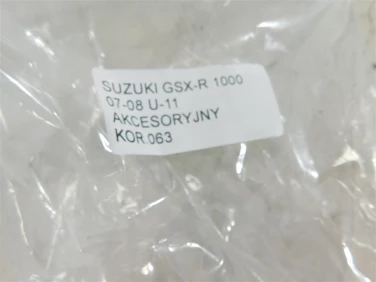 SUZUKI GSX-R 1000
07-08 U-11
AKCESORYJNY
KOR.063